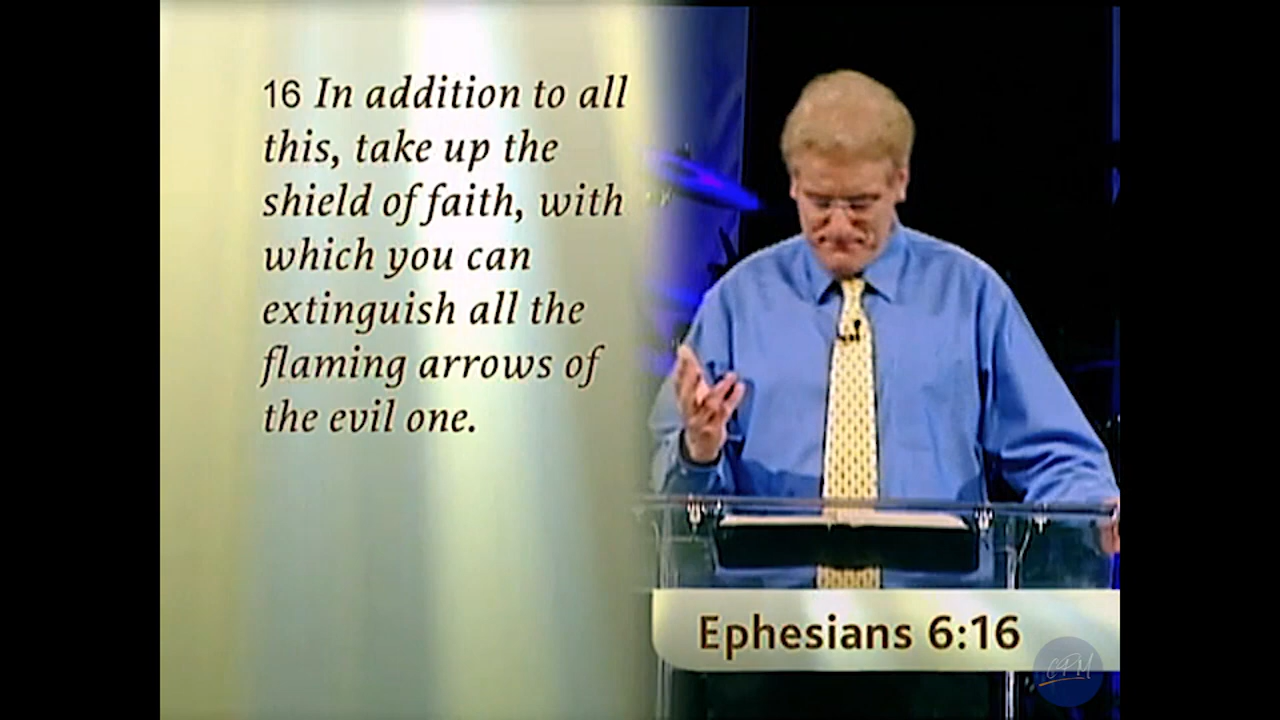 16 In addition to all
this, take up the
shield of faith, with
which you can
extinguish all the
flaming arrows of
the evil one.
Ephesians 6:16
CFM